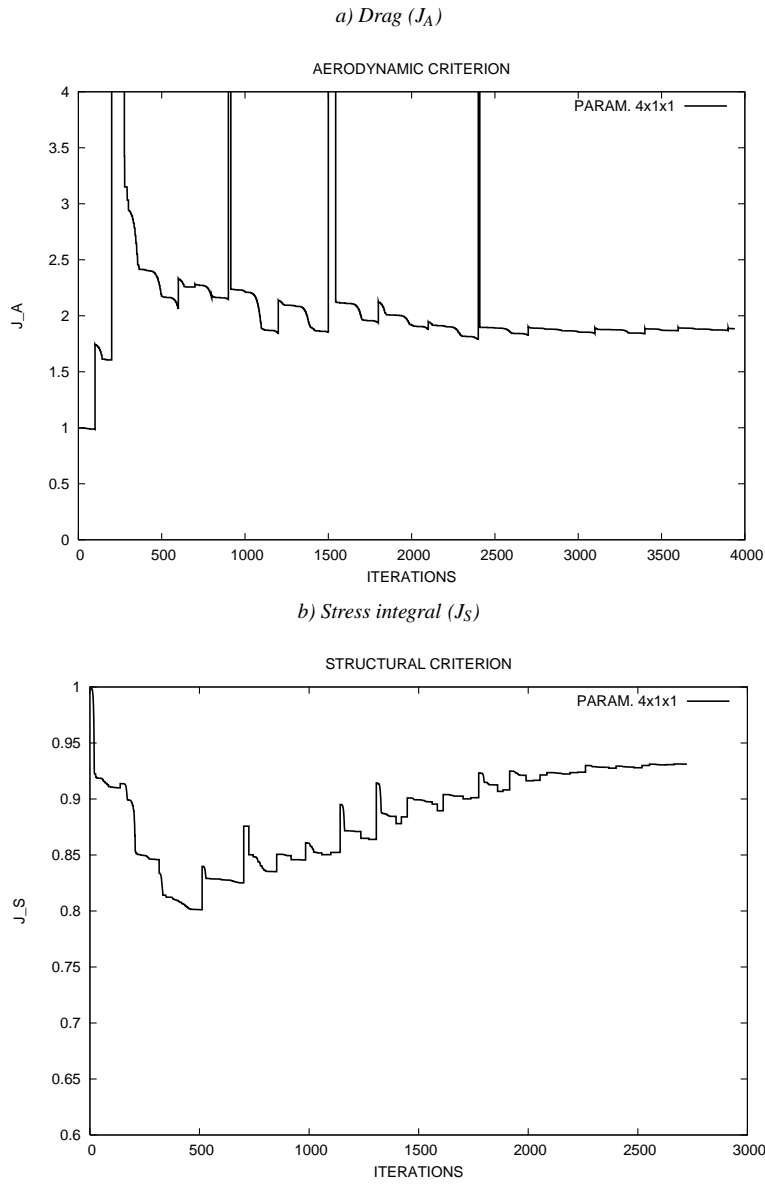 a) Drag (J_A)
AERODYNAMIC CRITERION
PARAM. 4x1x1
4
3.5
3
2.5
2
1.5
1
0.5
0
J_A
0 500 1000 1500 2000 2500 3000 3500 4000
ITERATIONS
b) Stress integral (J_S)
STRUCTURAL CRITERION
PARAM. 4x1x1
1
0.95
0.9
0.85
0.8
0.75
0.7
0.65
0.6
J_S
0 500 1000 1500 2000 2500 3000
ITERATIONS